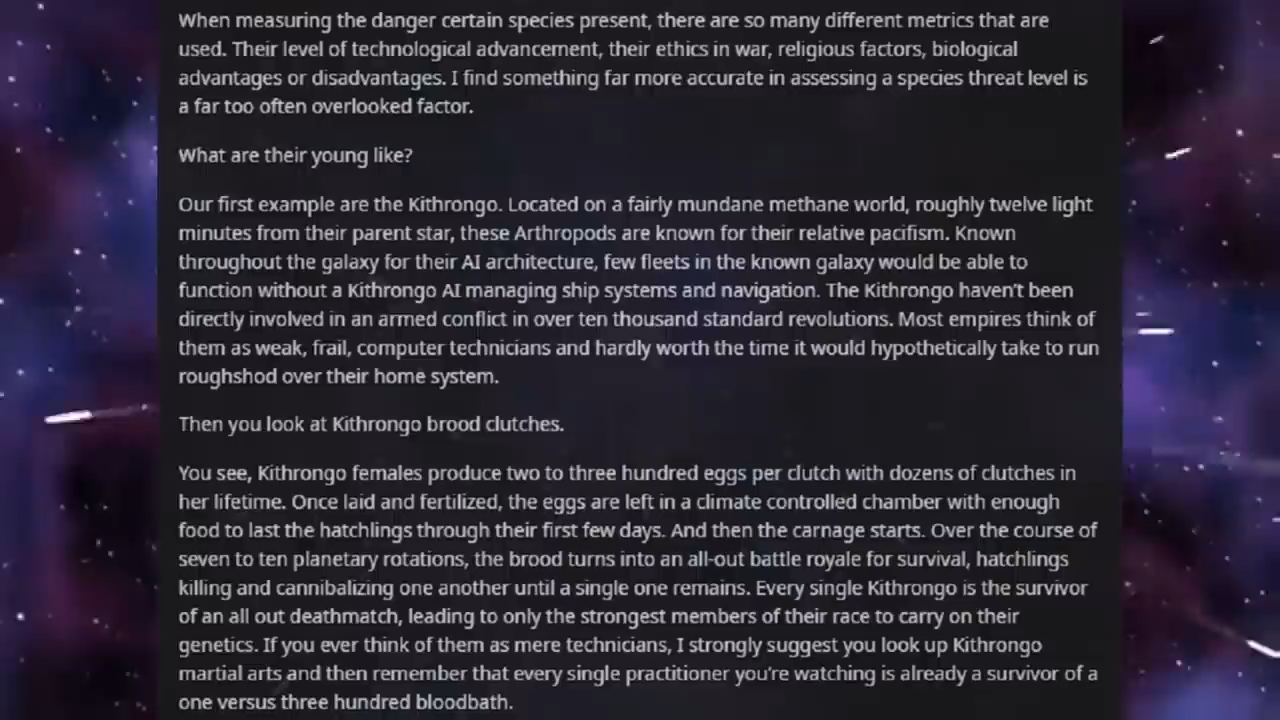 When measuring the danger certain species present, there are so many different metrics that are
used. Their level of technological advancement, their ethics in war, religious factors, biological
advantages or disadvantages. I find something far more accurate in assessing a species threat level is
a far too often overlooked factor.
What are their young like?
Our first example are the Kithrongo. Located on a fairly mundane methane world, roughly twelve light
minutes from their parent star, these Arthropods are known for their relative pacifism. Known
throughout the galaxy for their AI architecture, few fleets in the known galaxy would be able to
function without a Kithrongo AI managing ship systems and navigation. The Kithrongo haven't been
directly involved in an armed conflict in over ten thousand standard revolutions. Most empires think of
them as weak, frail, computer technicians and hardly worth the time it would hypothetically take to run
roughshod over their home system.
Then you look at Kithrongo brood clutches.
You see, Kithrongo females produce two to three hundred eggs per clutch with dozens of clutches in
her lifetime. Once laid and fertilized, the eggs are left in a climate controlled chamber with enough
food to last the hatchlings through their first few days. And then the carnage starts. Over the course of
seven to ten planetary rotations, the brood turns into an all-out battle royale for survival, hatchlings
killing and cannibalizing one another until a single one remains. Every single Kithrongo is the survivor
of an all out deathmatch, leading to only the strongest members of their race to carry on their
genetics. If you ever think of them as mere technicians, I strongly suggest you look up Kithrongo
martial arts and then remember that every single practitioner you're watching is already a survivor of a
one versus three hundred bloodbath.